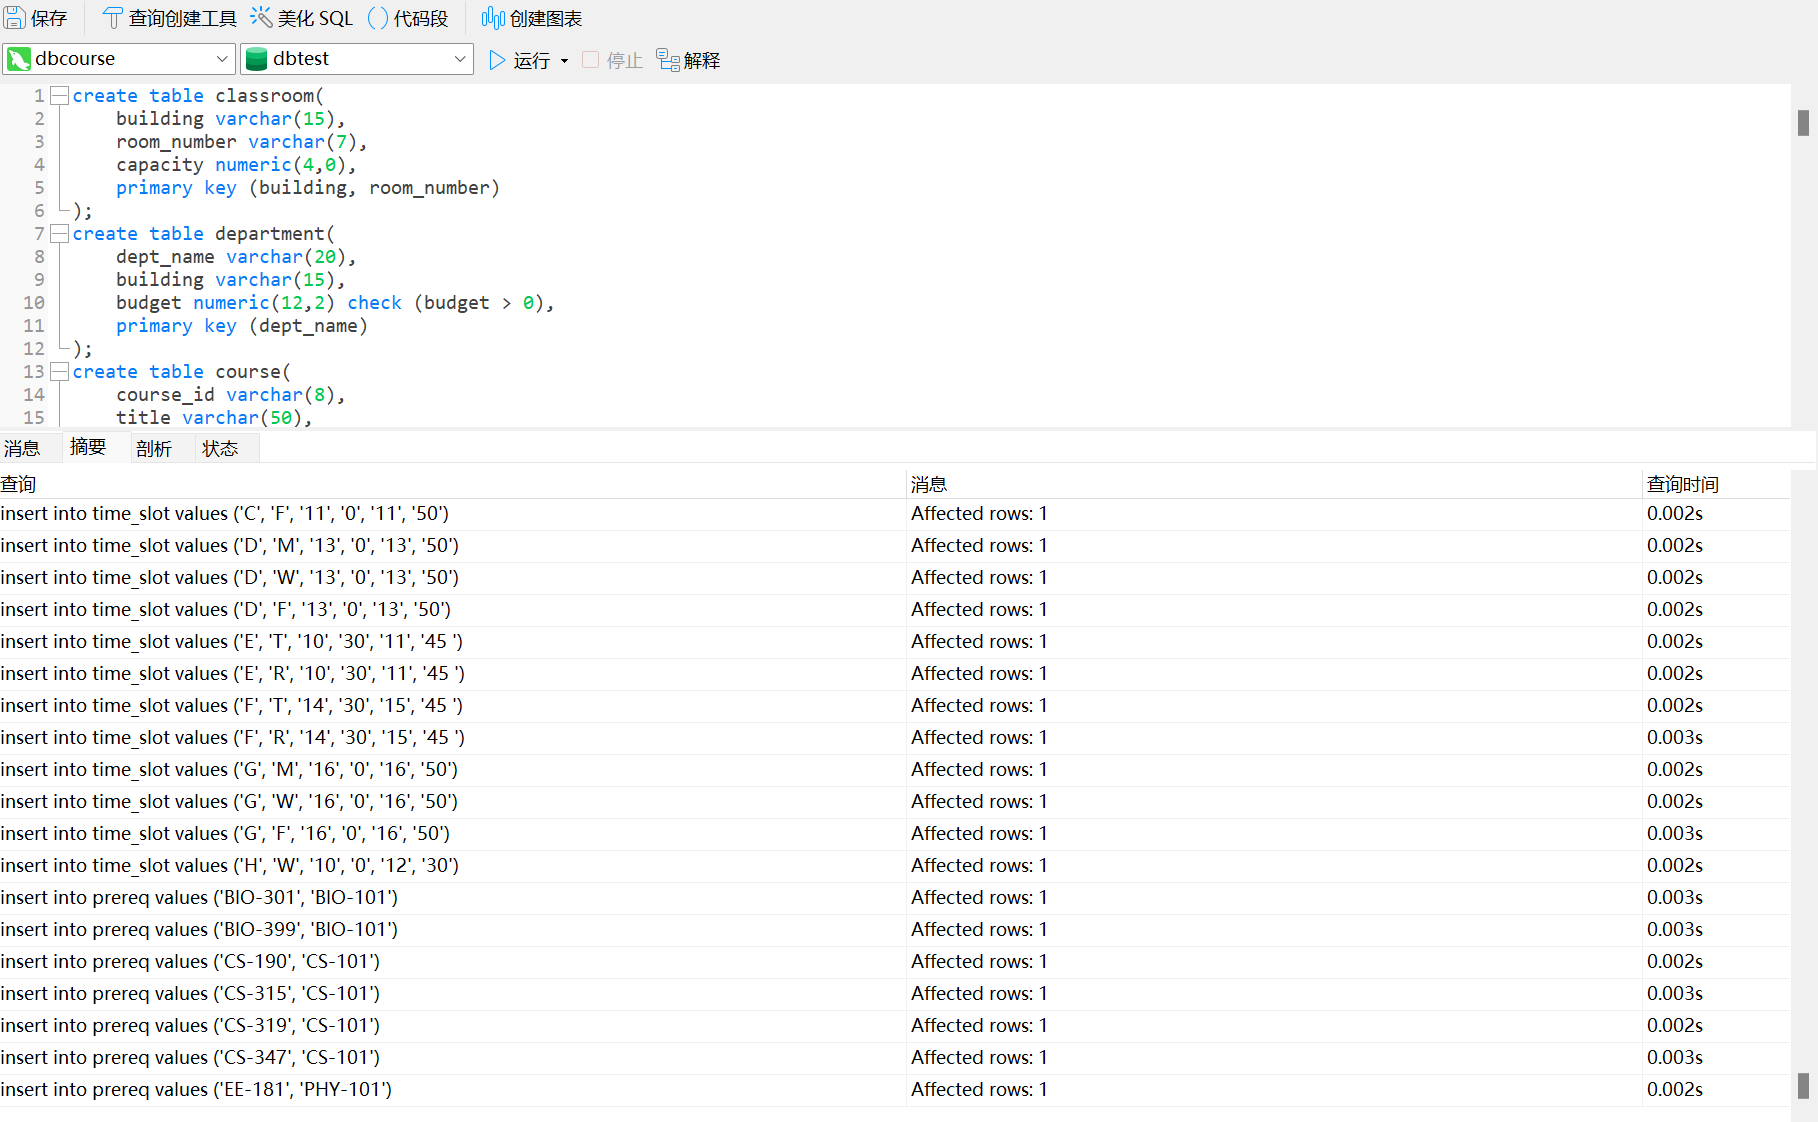 保存 查询创建工具 美化 SQL () 代码段 创建图表
dbcourse dbtest 运行 停止 解释
1 create table classroom(
2 building varchar(15),
3 room_number varchar(7),
4 capacity numeric(4,0),
5 primary key (building, room_number)
6 );
7 create table department(
8 dept_name varchar(20),
9 building varchar(15),
10 budget numeric(12,2) check (budget > 0),
11 primary key (dept_name)
12 );
13 create table course(
14 course_id varchar(8),
15 title varchar(50),
消息 摘要 剖析 状态
查询 消息 查询时间
insert into time_slot values ('C', 'F', '11', '0', '11', '50') Affected rows: 1 0.002s
insert into time_slot values ('D', 'M', '13', '0', '13', '50') Affected rows: 1 0.002s
insert into time_slot values ('D', 'W', '13', '0', '13', '50') Affected rows: 1 0.002s
insert into time_slot values ('D', 'F', '13', '0', '13', '50') Affected rows: 1 0.002s
insert into time_slot values ('E', 'T', '10', '30', '11', '45 ') Affected rows: 1 0.002s
insert into time_slot values ('E', 'R', '10', '30', '11', '45 ') Affected rows: 1 0.002s
insert into time_slot values ('F', 'T', '14', '30', '15', '45 ') Affected rows: 1 0.002s
insert into time_slot values ('F', 'R', '14', '30', '15', '45 ') Affected rows: 1 0.003s
insert into time_slot values ('G', 'M', '16', '0', '16', '50') Affected rows: 1 0.002s
insert into time_slot values ('G', 'W', '16', '0', '16', '50') Affected rows: 1 0.002s
insert into time_slot values ('G', 'F', '16', '0', '16', '50') Affected rows: 1 0.003s
insert into time_slot values ('H', 'W', '10', '0', '12', '30') Affected rows: 1 0.002s
insert into prereq values ('BIO-301', 'BIO-101') Affected rows: 1 0.003s
insert into prereq values ('BIO-399', 'BIO-101') Affected rows: 1 0.003s
insert into prereq values ('CS-190', 'CS-101') Affected rows: 1 0.002s
insert into prereq values ('CS-315', 'CS-101') Affected rows: 1 0.003s
insert into prereq values ('CS-319', 'CS-101') Affected rows: 1 0.002s
insert into prereq values ('CS-347', 'CS-101') Affected rows: 1 0.003s
insert into prereq values ('EE-181', 'PHY-101') Affected rows: 1 0.002s